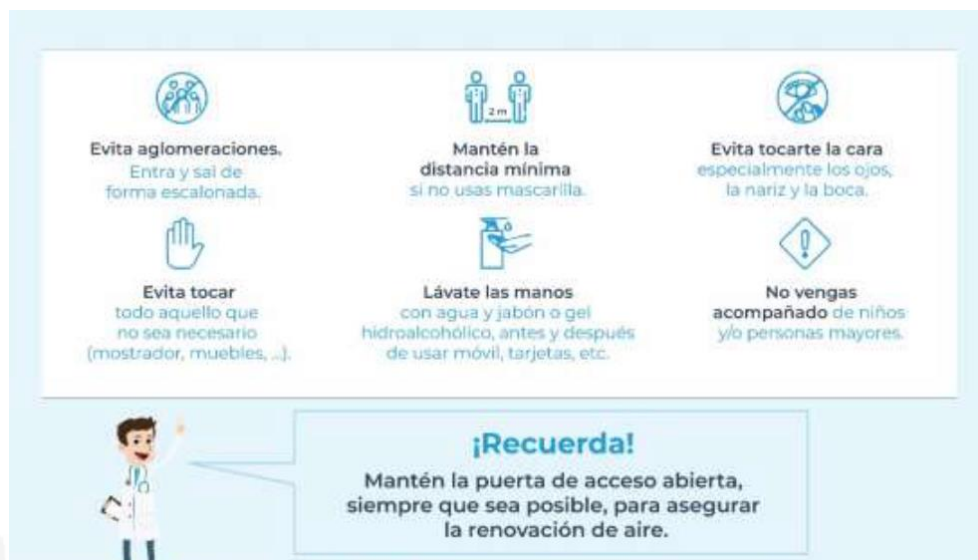 Evita aglomeraciones.
Entra y sal de
forma escalonada.
2 m
Mantén la
distancia mínima
si no usas mascarilla.
Evita tocarte la cara
especialmente los ojos,
la nariz y la boca.
Evita tocar
todo aquello que
no sea necesario
(mostrador, muebles, ...).
Lávate las manos
con agua y jabón o gel
hidroalcohólico, antes y después
de usar móvil, tarjetas, etc.
No vengas
acompañado de niños
y/o personas mayores.
¡Recuerda!
Mantén la puerta de acceso abierta,
siempre que sea posible, para asegurar
la renovación de aire.